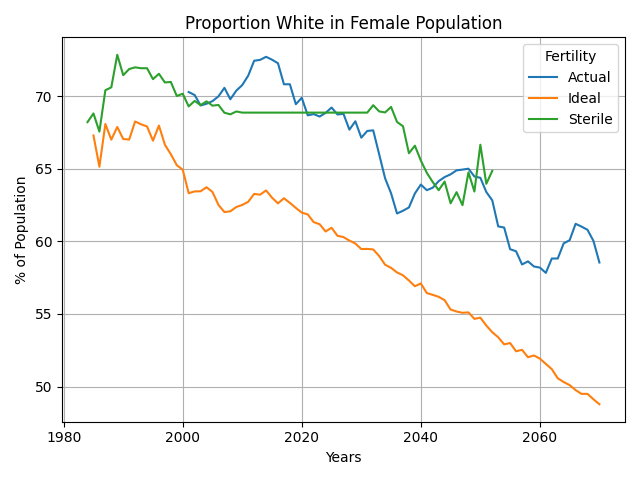 Proportion White in Female Population
% of Population
70
65
60
55
50
1980
2000
2020
2040
2060
Years
Fertility
Actual
Ideal
Sterile